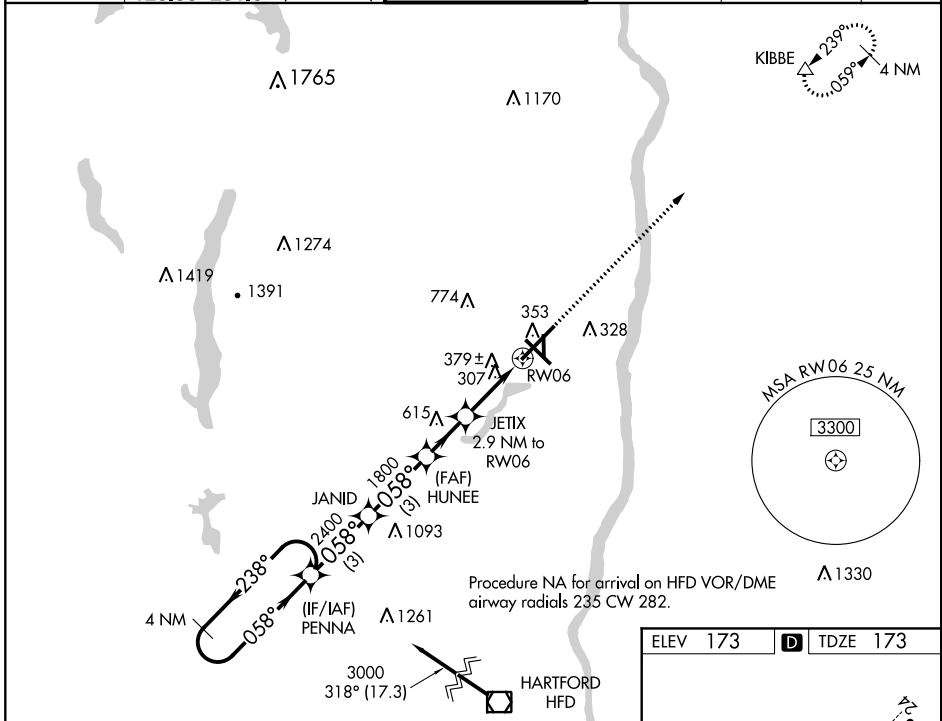 KIBBE
239°
059°
4 NM
1765
1170
1274
1419
1391
774
353
328
379±
307
RW06
615
JETIX
2.9 NM to
RW06
MSA RW06 25 NM
3300
1800
058°
(3)
(FAF)
HUNEE
JANID
2400
058°
(3)
1093
238°
058°
4 NM
(IF/IAF)
PENNA
1261
Procedure NA for arrival on HFD VOR/DME
airway radials 235 CW 282.
1330
3000
318° (17.3)
HARTFORD
HFD
ELEV 173 D TDZE 173
24